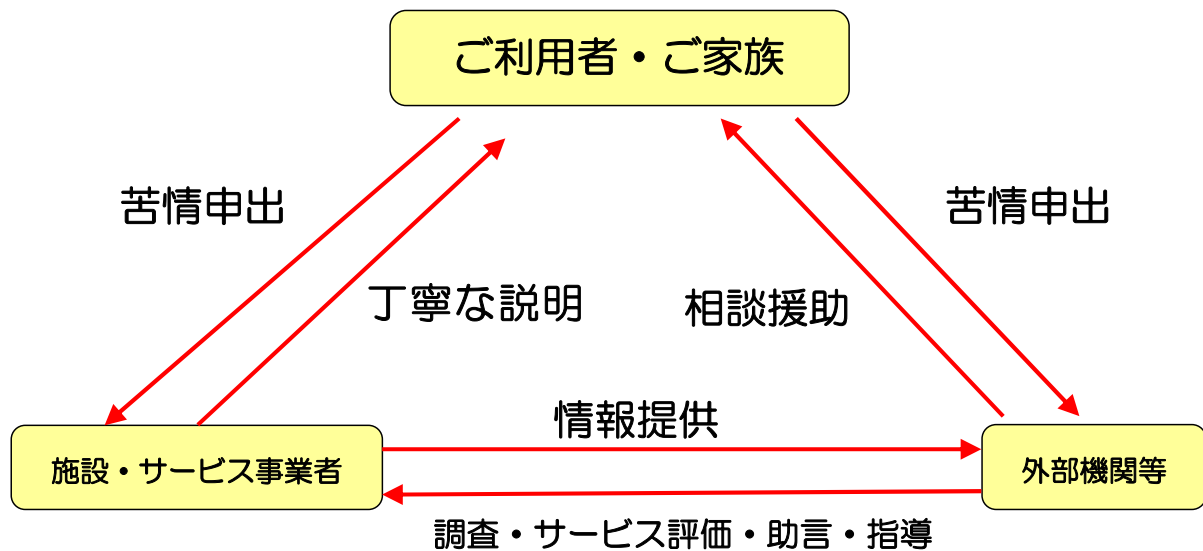 ご利用者・ご家族
苦情申出
苦情申出
丁寧な説明
相談援助
情報提供
施設・サービス事業者
外部機関等
調査・サービス評価・助言・指導